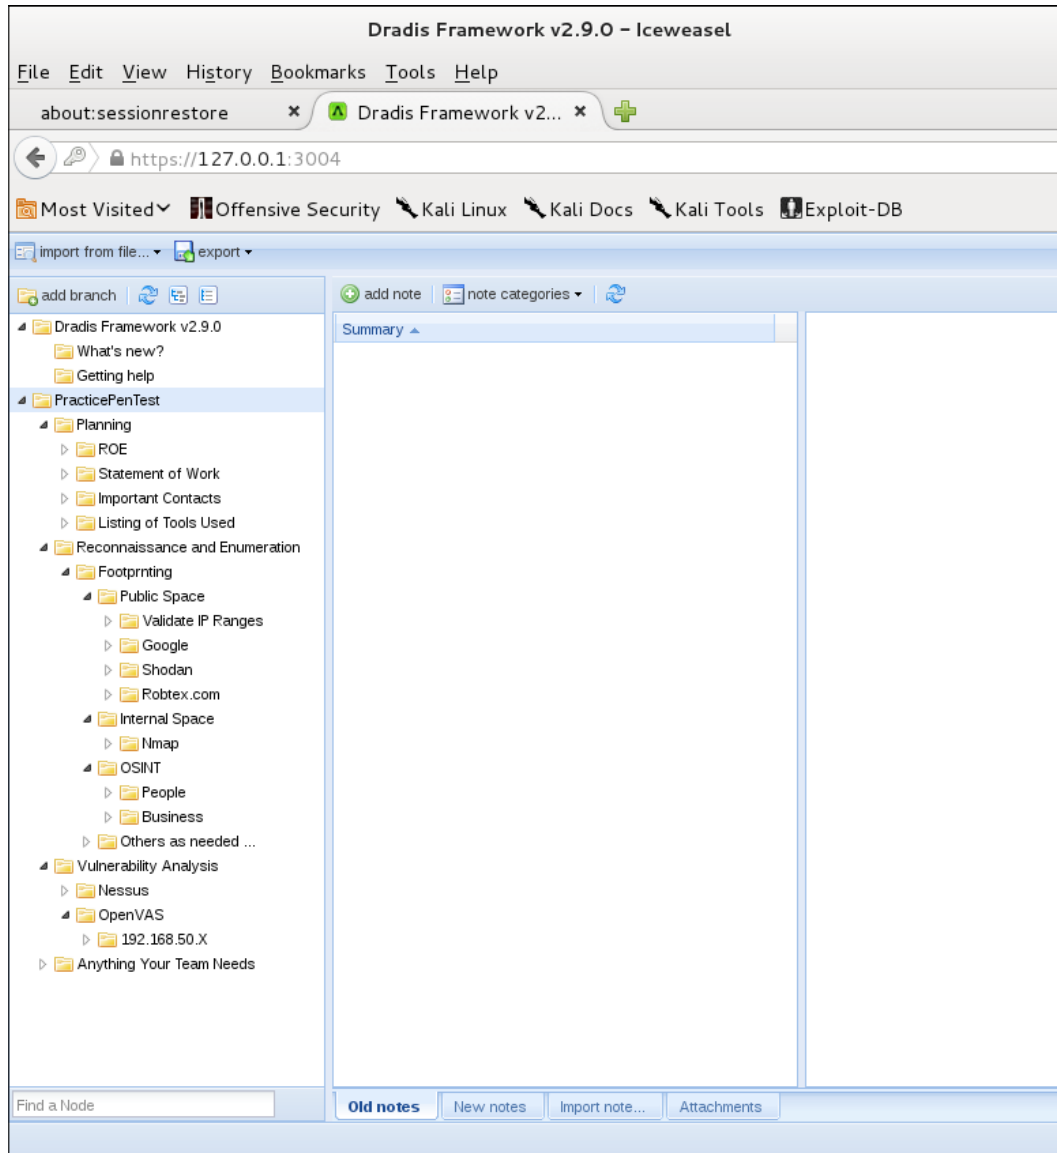 Dradis Framework v2.9.0 – Iceweasel
File Edit View History Bookmarks Tools Help
about:sessionrestore Dradis Framework v2...
https://127.0.0.1:3004
Most Visited Offensive Security Kali Linux Kali Docs Kali Tools Exploit-DB
import from file... export
add branch add note note categories
Summary
Dradis Framework v2.9.0
What's new?
Getting help
PracticePenTest
Planning
ROE
Statement of Work
Important Contacts
Listing of Tools Used
Reconnaissance and Enumeration
Footprnting
Public Space
Validate IP Ranges
Google
Shodan
Robtex.com
Internal Space
Nmap
OSINT
People
Business
Others as needed ...
Vulnerability Analysis
Nessus
OpenVAS
192.168.50.X
Anything Your Team Needs
Find a Node Old notes New notes Import note... Attachments